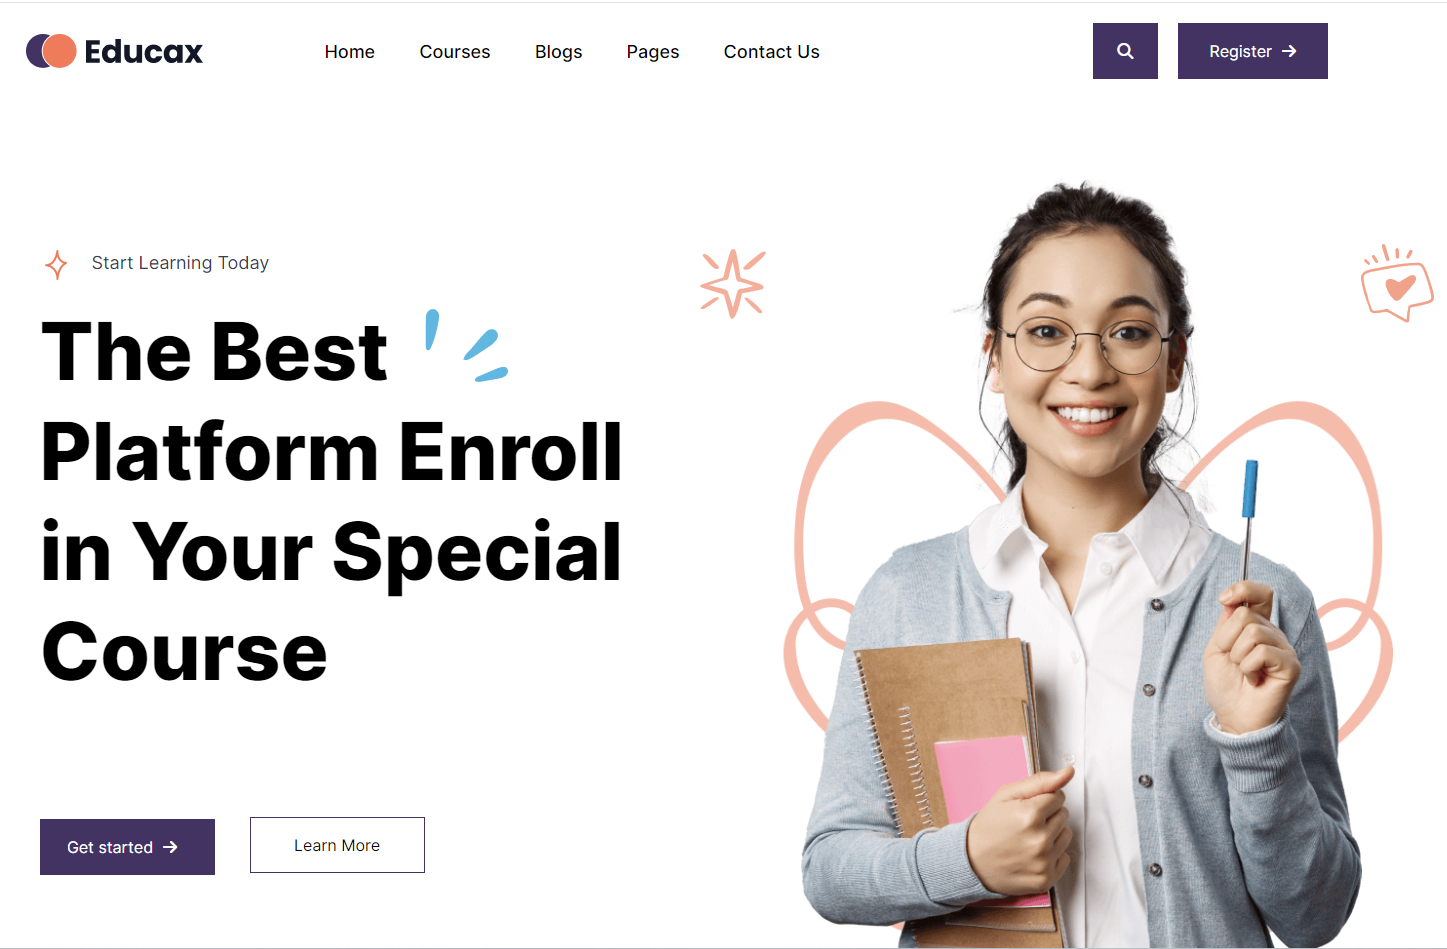 Educax
Home
Courses
Blogs
Pages
Contact Us
Register
Start Learning Today
The Best
Platform Enroll
in Your Special
Course
Get started
Learn More